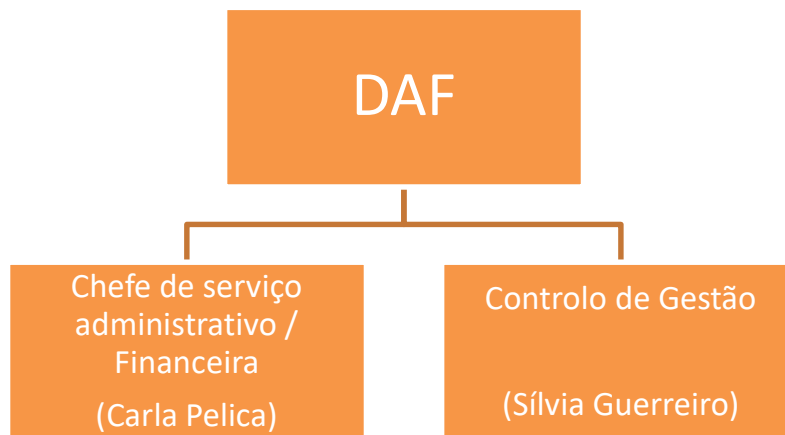 DAF
Chefe de serviço
administrativo /
Financeira
(Carla Pelica)
Controlo de Gestão
(Sílvia Guerreiro)